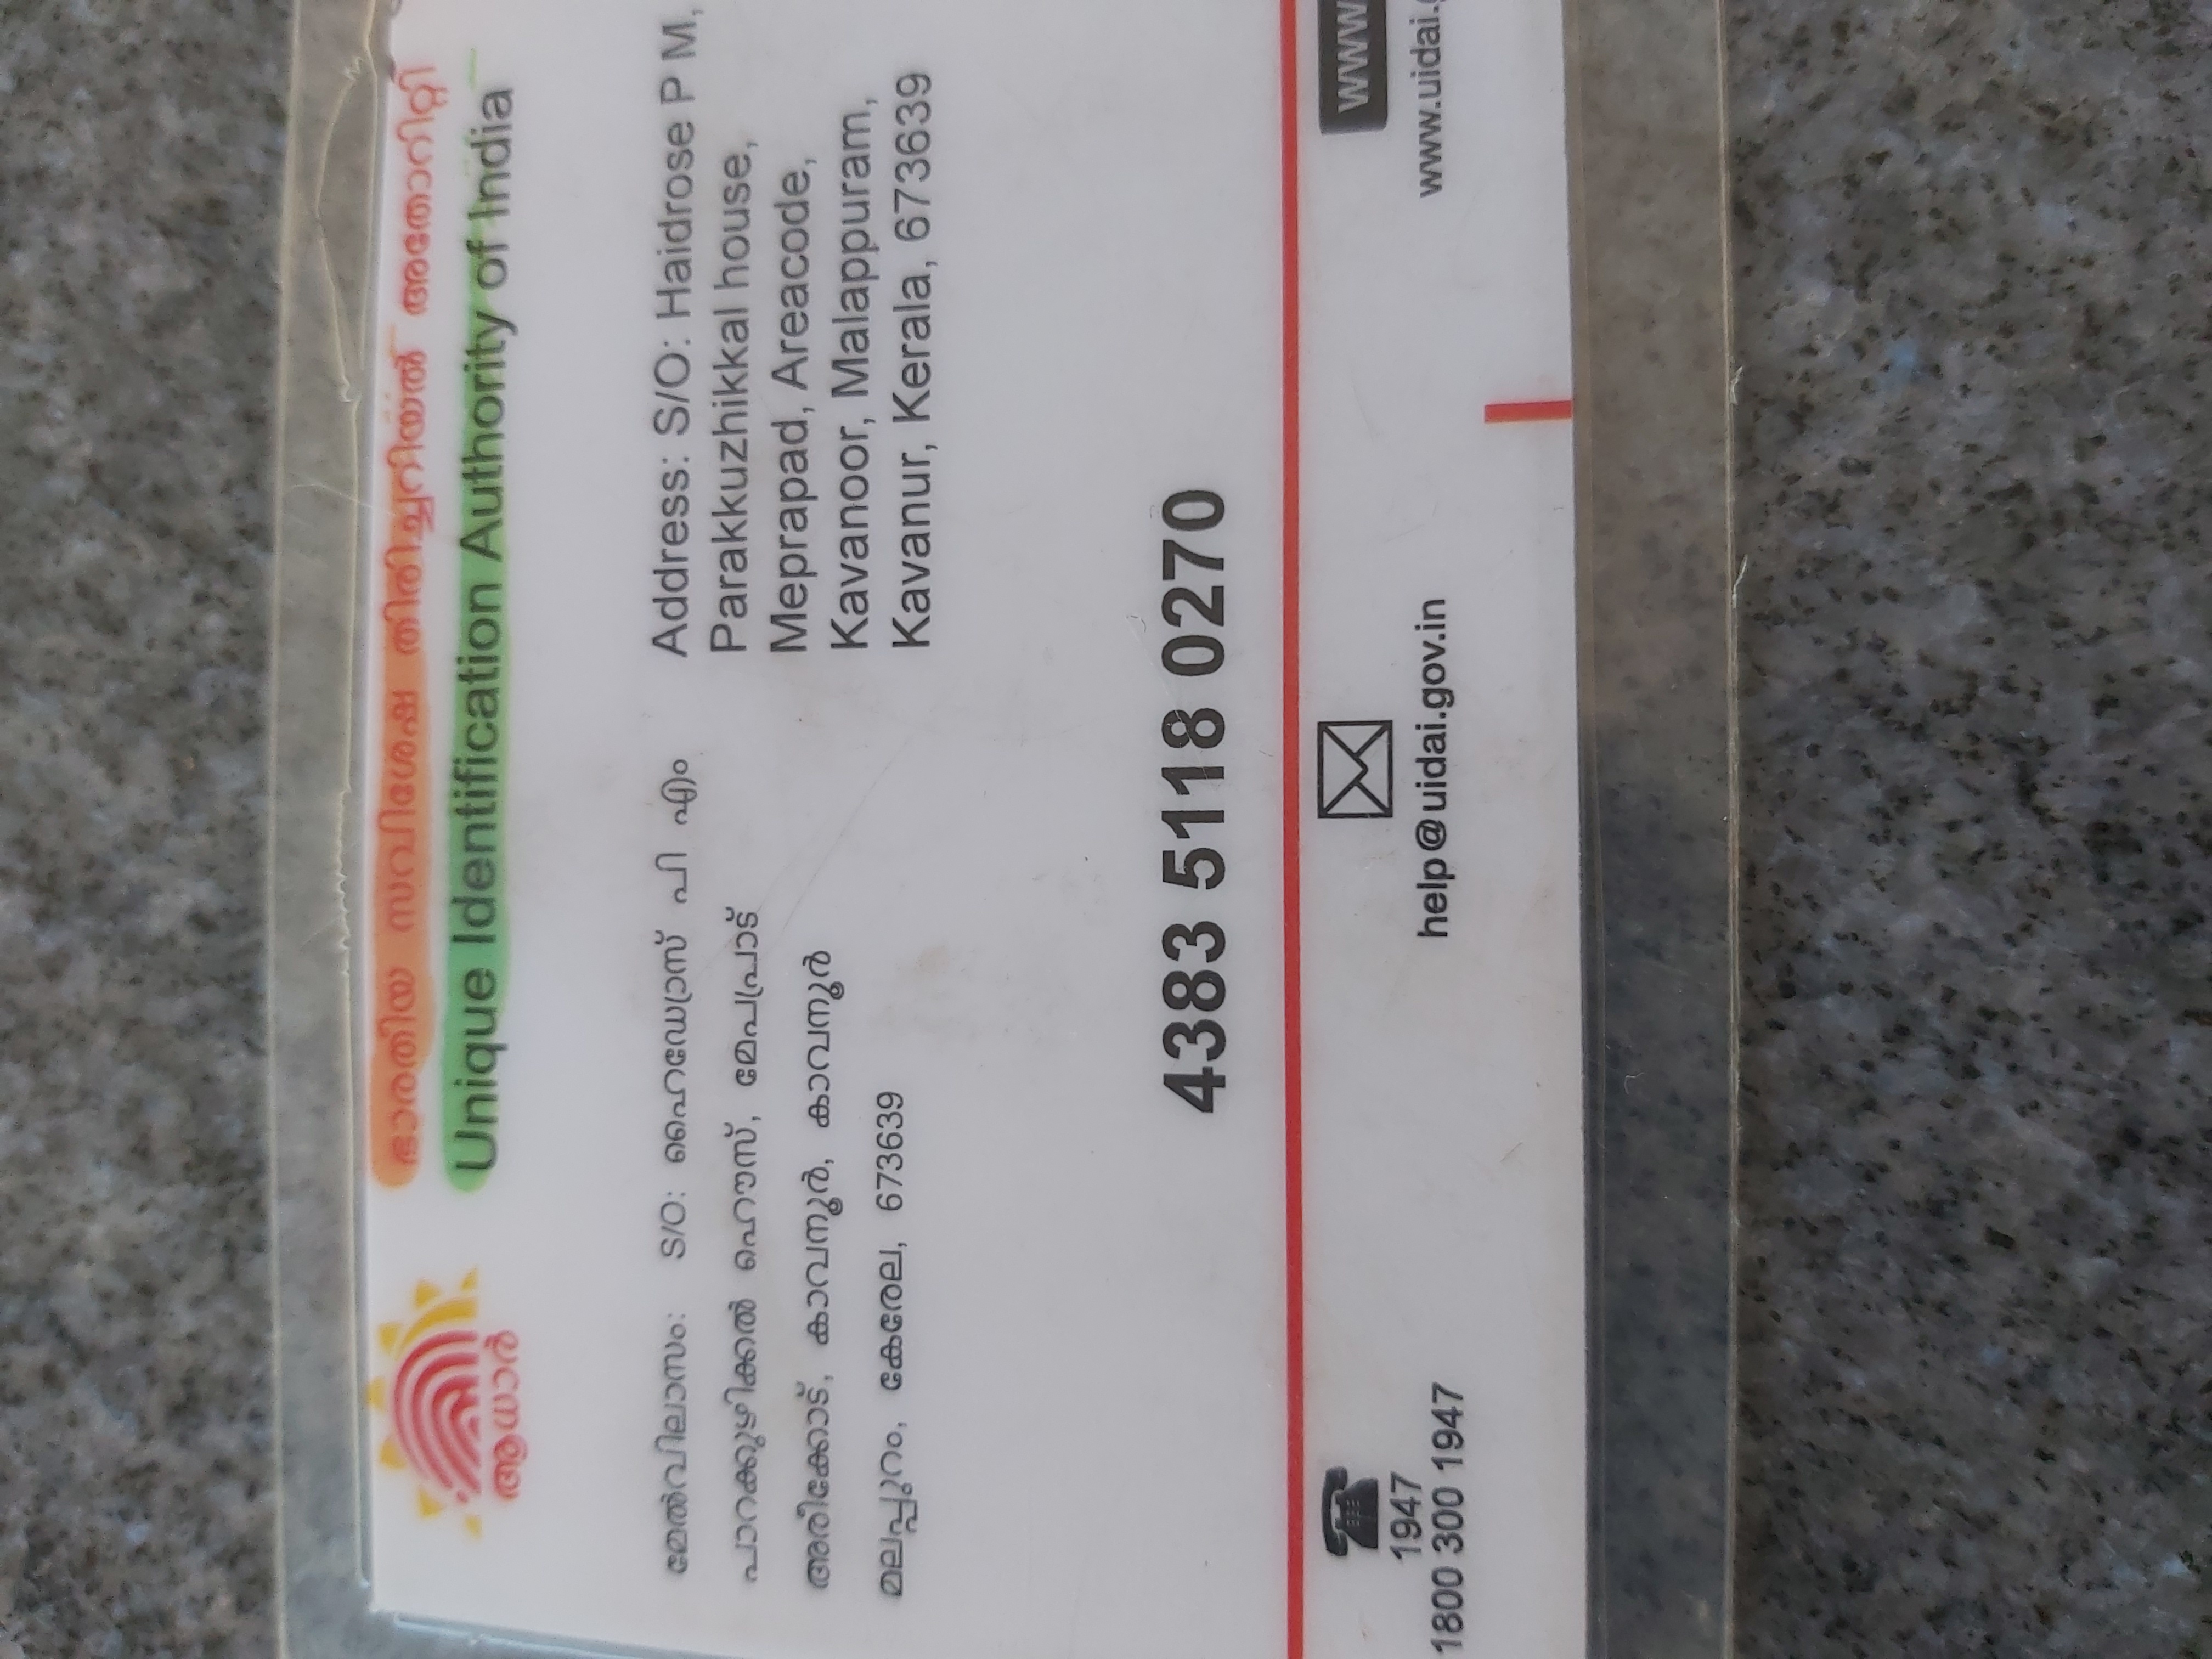 ആധാർ
ഭാരതീയ സവിശേഷ തിരിച്ചറിയൽ അതോറിറ്റി
Unique Identification Authority of India
മേൽവിലാസം: S/O: ഹൈഡ്രോസ് പി എം
പാറക്കുഴിക്കൽ ഹൌസ്, മേപപ്രാട്
അരീക്കോട്, കാവനൂർ, കാവനൂർ
മലപ്പുറം, കേരേല, 673639
Address: S/O: Haidrose P M,
Parakkuzhikkal house,
Meprapad, Areacode,
Kavanoor, Malappuram,
Kavanur, Kerala, 673639
4383 5118 0270
1947
1800 300 1947
help@uidai.gov.in
www
www.uidai.g